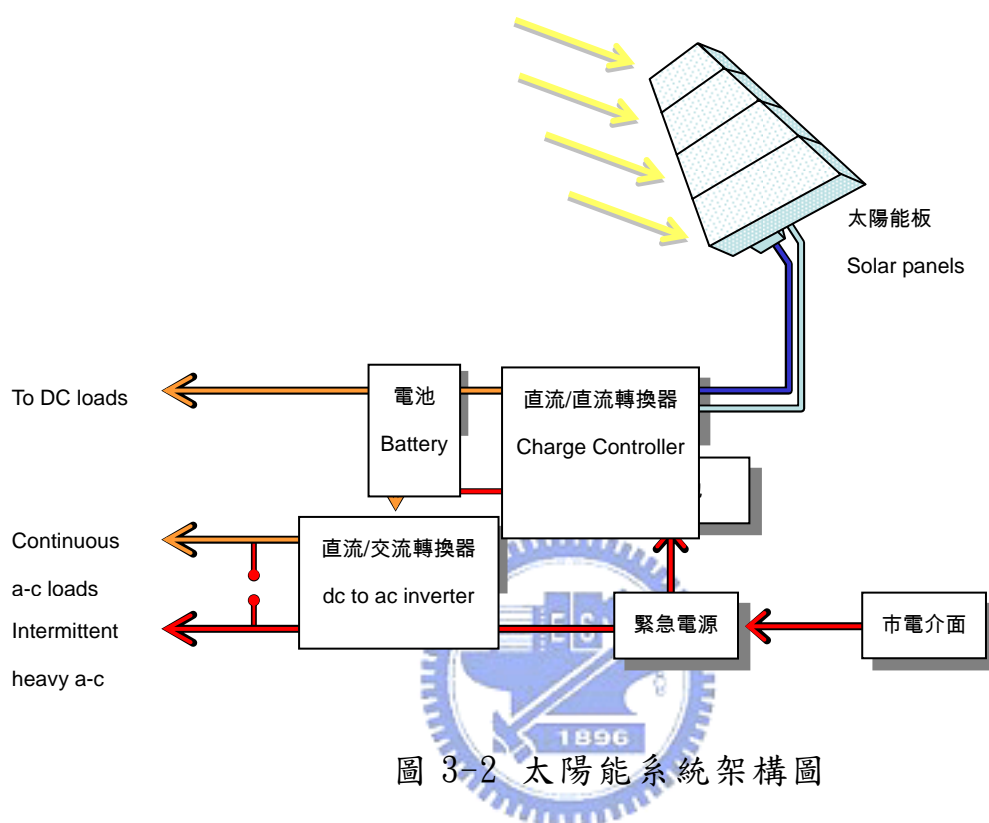 太陽能板
Solar panels
To DC loads
電池
Battery
直流/直流轉換器
Charge Controller
Continuous
a-c loads
直流/交流轉換器
dc to ac inverter
Intermittent
heavy a-c
緊急電源
市電介面
1896
圖 3-2 太陽能系統架構圖